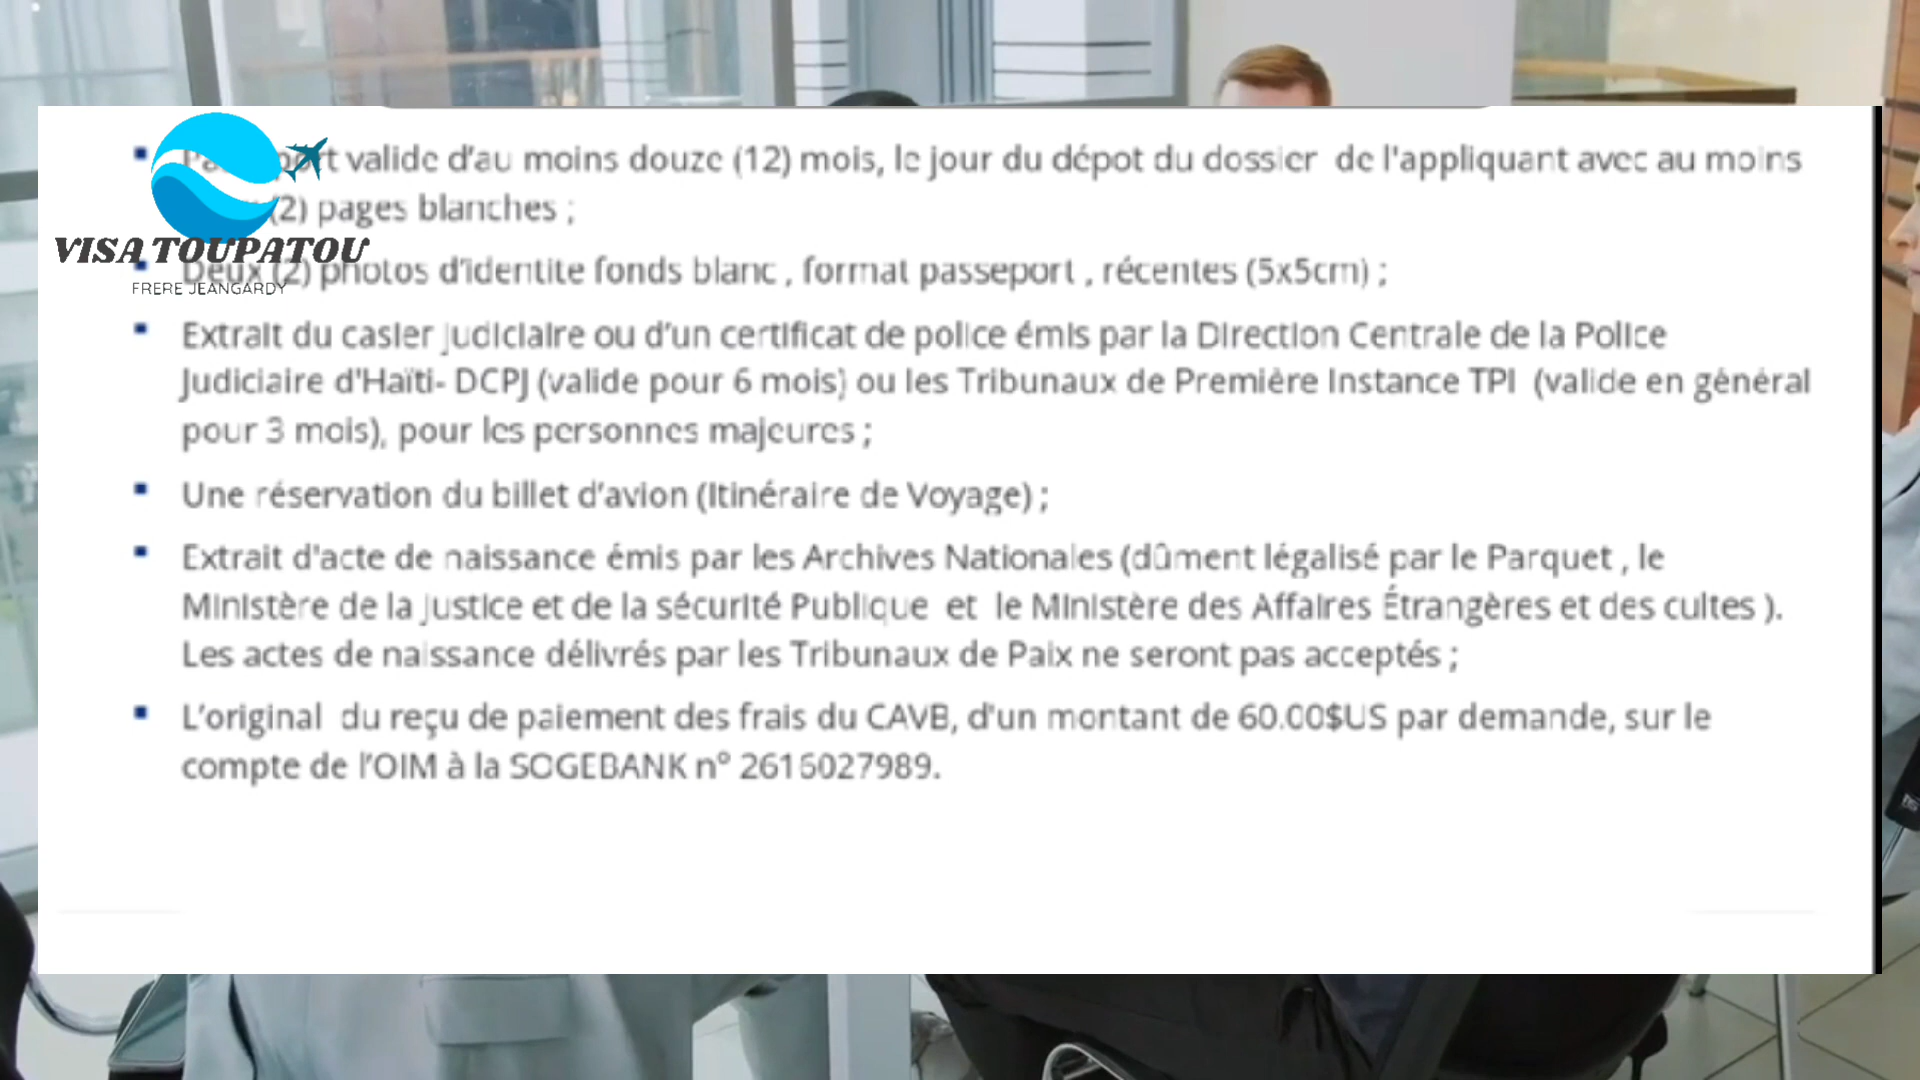 valide d'au moins douze (12) mois, le jour du dépot du dossier de l'appliquant avec au moins
(2) pages blanches ;
VISA TOUPATOU
Deux (2) photos d'identite fonds blanc , format passeport , récentes (5x5cm) ;
FRERE JEANGARDY
Extrait du casier judiciaire ou d'un certificat de police émis par la Direction Centrale de la Police
Judiciaire d'Haïti- DCPJ (valide pour 6 mois) ou les Tribunaux de Première Instance TPI (valide en général
pour 3 mois), pour les personnes majeures ;
Une réservation du billet d'avion (Itinéraire de Voyage) ;
Extrait d'acte de naissance émis par les Archives Nationales (dûment légalisé par le Parquet , le
Ministère de la Justice et de la sécurité Publique et le Ministère des Affaires Étrangères et des cultes ).
Les actes de naissance délivrés par les Tribunaux de Paix ne seront pas acceptés ;
L'original du reçu de paiement des frais du CAVB, d'un montant de 60.00$US par demande, sur le
compte de l'OIM à la SOGEBANK n° 2616027989.